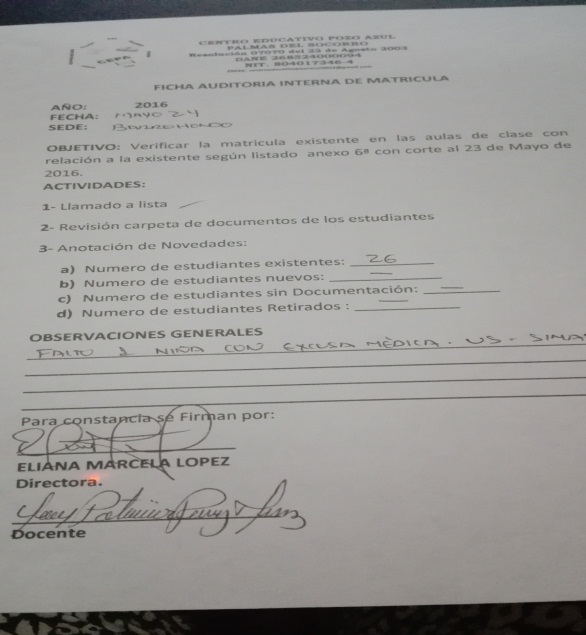 CENTRO EDUCATIVO POZO AZUL
PALMAS DEL SOCORRO
Resolución 07070 del 23 de Agosto 2003
DANE
NIT. 804017346-4
CEPA
FICHA AUDITORIA INTERNA DE MATRICULA
AÑO: 2016
FECHA: MAYO 24
SEDE:
OBJETIVO: Verificar la matricula existente en las aulas de clase con
relación a la existente según listado anexo 6ª con corte al 23 de Mayo de
2016.
ACTIVIDADES:
1- Llamado a lista
2- Revisión carpeta de documentos de los estudiantes
3- Anotación de Novedades:
a) Numero de estudiantes existentes: 26
b) Numero de estudiantes nuevos: —
c) Numero de estudiantes sin Documentación: —
d) Numero de estudiantes Retirados : —
OBSERVACIONES GENERALES
FALTO 1 NIÑA CON EXCUSA MÉDICA. US - SIMA
Para constancia se Firman por:
ELIANA MARCELA LOPEZ
Directora.
Docente